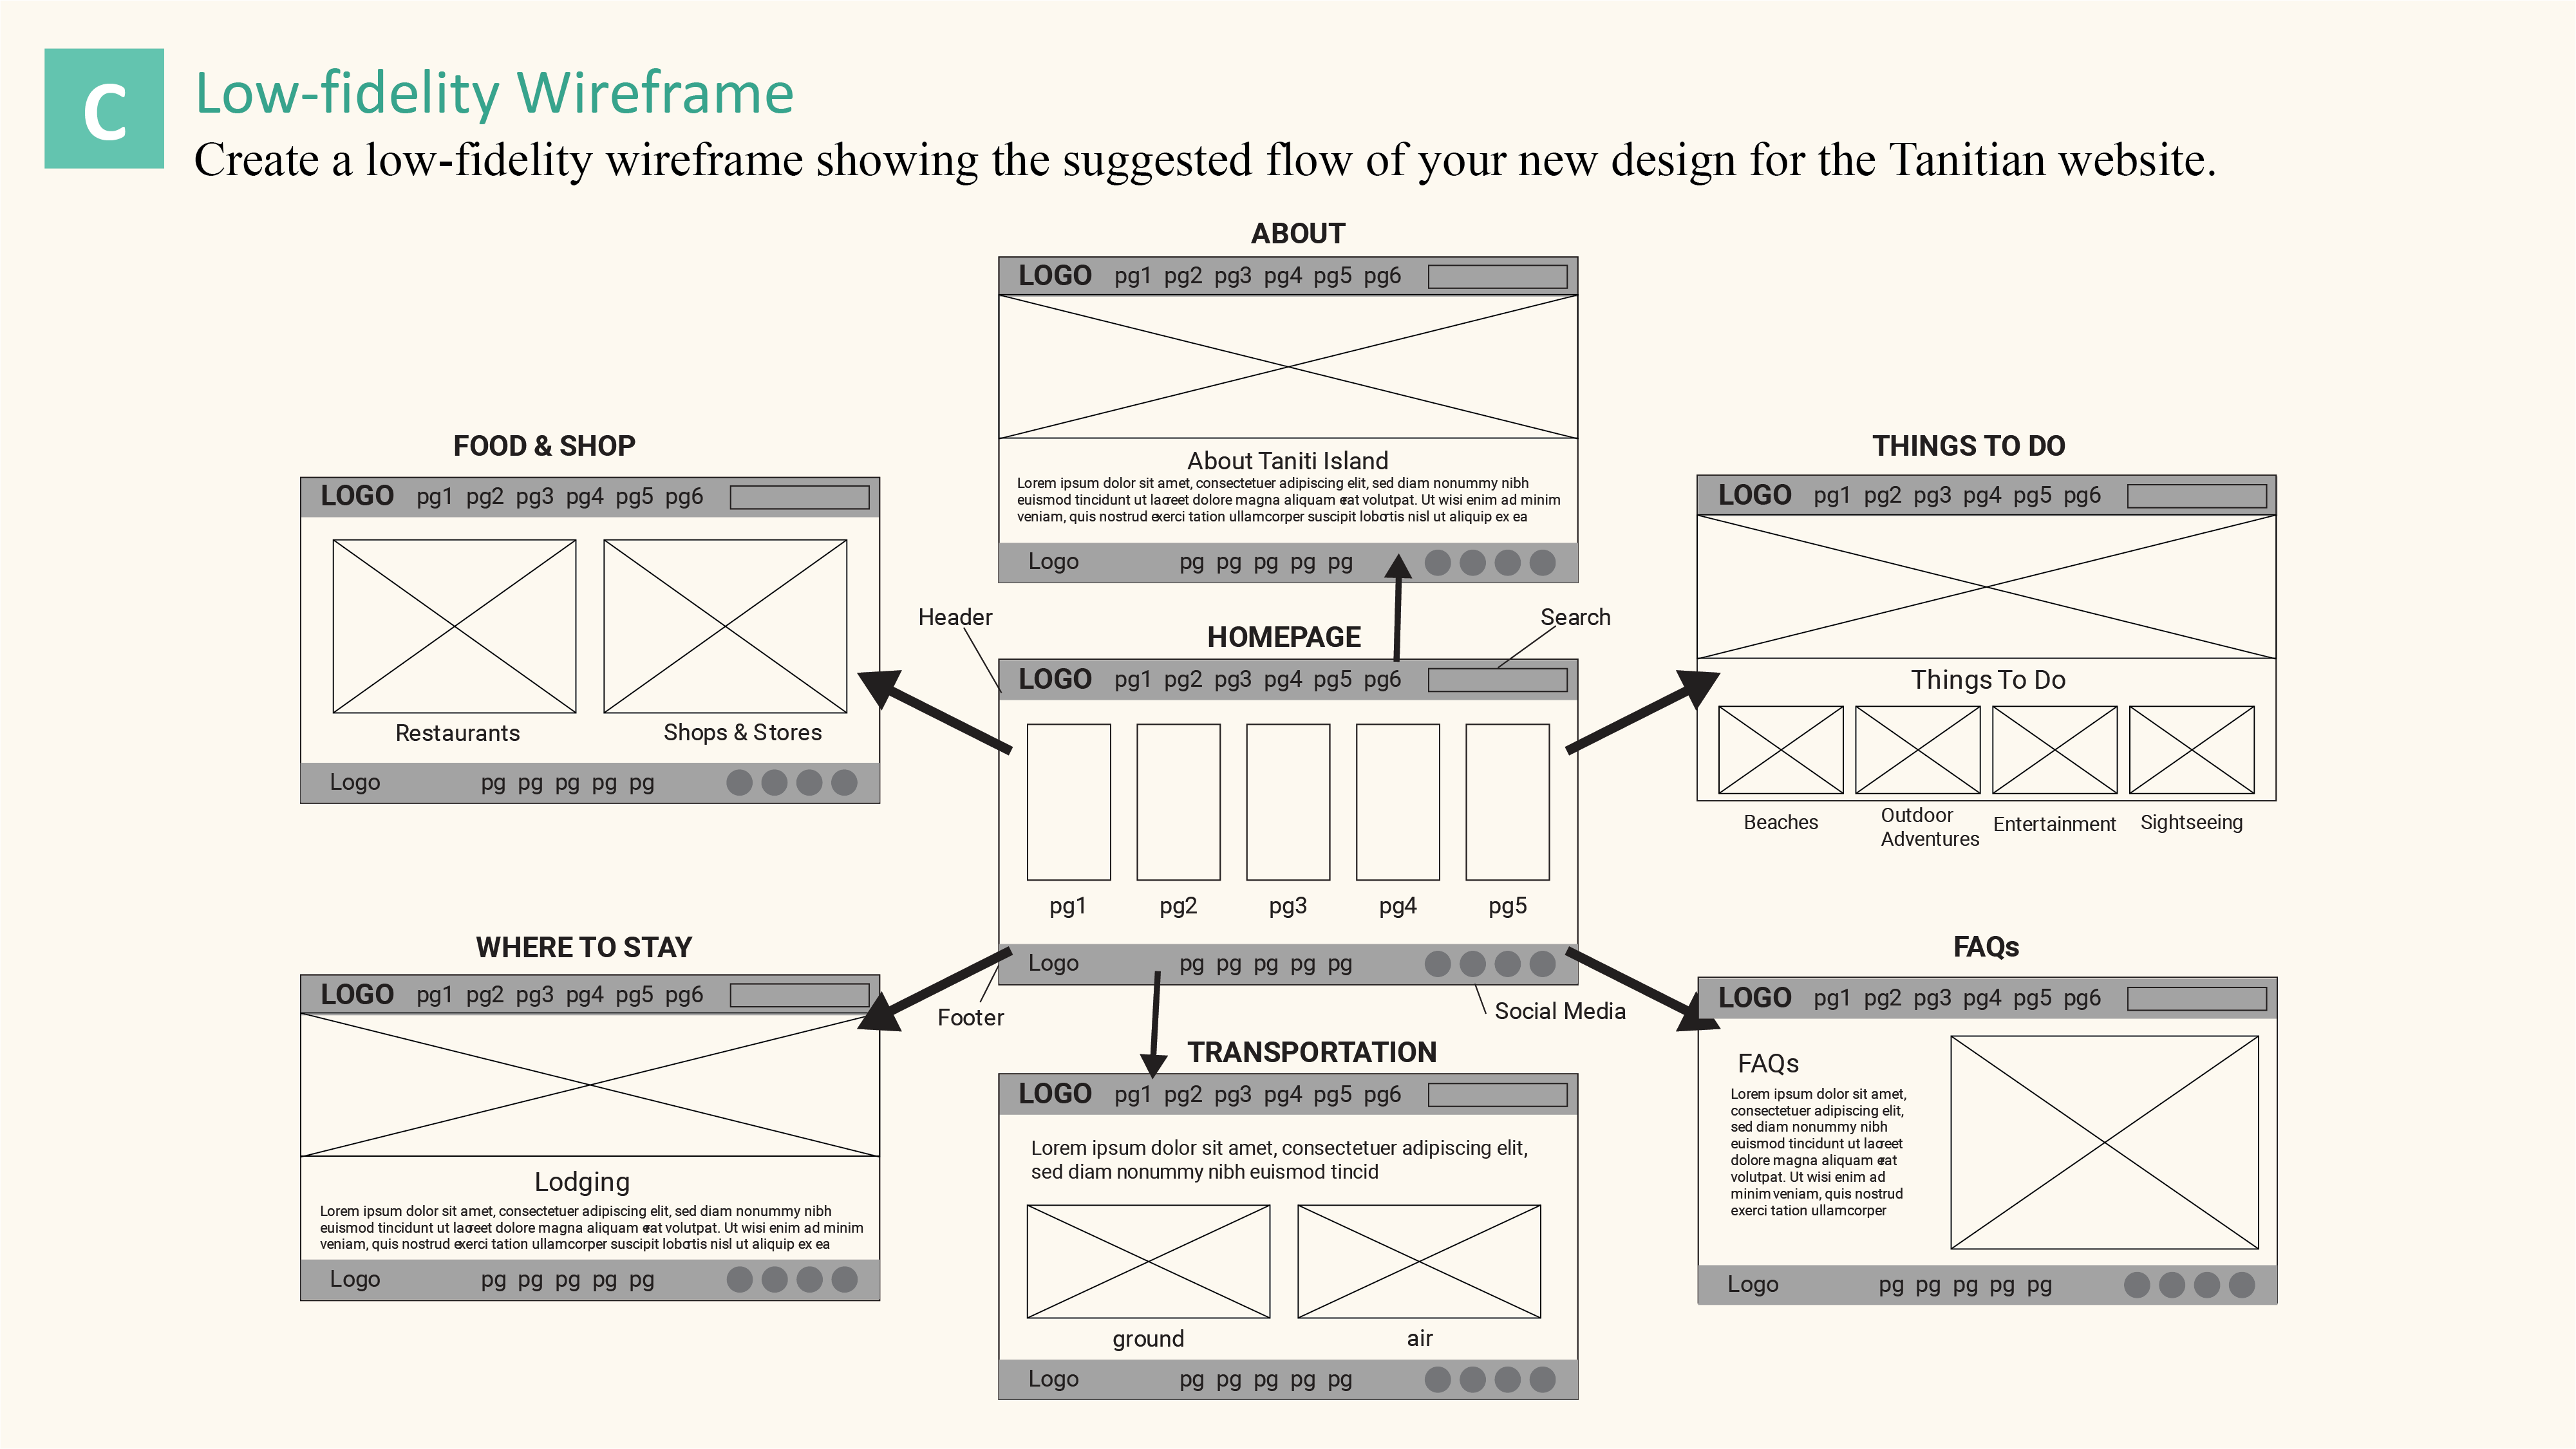 C
Low-fidelity Wireframe
Create a low-fidelity wireframe showing the suggested flow of your new design for the Tanitian website.
ABOUT
LOGO pg1 pg2 pg3 pg4 pg5 pg6
About Taniti Island
Lorem ipsum dolor sit amet, consectetuer adipiscing elit, sed diam nonummy nibh
euismod tincidunt ut laoreet dolore magna aliquam erat volutpat. Ut wisi enim ad minim
veniam, quis nostrud exerci tation ullamcorper suscipit lobortis nisl ut aliquip ex ea
Logo pg pg pg pg pg
FOOD & SHOP
LOGO pg1 pg2 pg3 pg4 pg5 pg6
Restaurants Shops & Stores
Logo pg pg pg pg pg
Header
Search
HOMEPAGE
LOGO pg1 pg2 pg3 pg4 pg5 pg6
pg1 pg2 pg3 pg4 pg5
Logo pg pg pg pg pg
Footer
Social Media
THINGS TO DO
LOGO pg1 pg2 pg3 pg4 pg5 pg6
Things To Do
Beaches Outdoor Entertainment Sightseeing
Adventures
WHERE TO STAY
LOGO pg1 pg2 pg3 pg4 pg5 pg6
Lodging
Lorem ipsum dolor sit amet, consectetuer adipiscing elit, sed diam nonummy nibh
euismod tincidunt ut laoreet dolore magna aliquam erat volutpat. Ut wisi enim ad minim
veniam, quis nostrud exerci tation ullamcorper suscipit lobortis nisl ut aliquip ex ea
Logo pg pg pg pg pg
TRANSPORTATION
LOGO pg1 pg2 pg3 pg4 pg5 pg6
Lorem ipsum dolor sit amet, consectetuer adipiscing elit,
sed diam nonummy nibh euismod tincid
ground air
Logo pg pg pg pg pg
FAQs
LOGO pg1 pg2 pg3 pg4 pg5 pg6
FAQs
Lorem ipsum dolor sit amet,
consectetuer adipiscing elit,
sed diam nonummy nibh
euismod tincidunt ut laoreet
dolore magna aliquam erat
volutpat. Ut wisi enim ad
minim veniam, quis nostrud
exerci tation ullamcorper
Logo pg pg pg pg pg